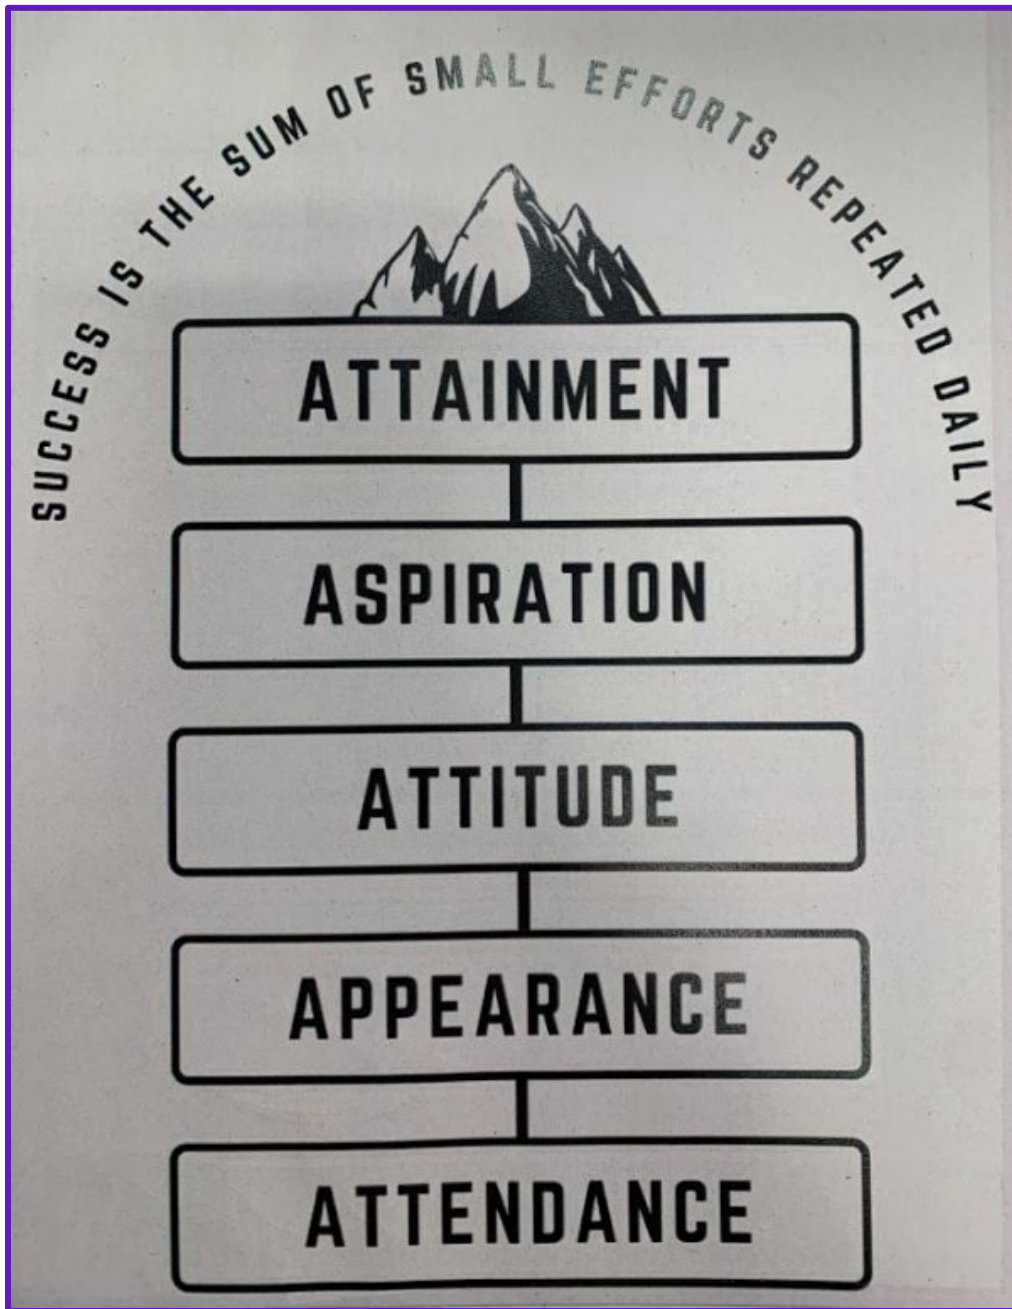 SUCCESS IS THE SUM OF SMALL EFFORTS REPEATED DAILY
ATTAINMENT
ASPIRATION
ATTITUDE
APPEARANCE
ATTENDANCE